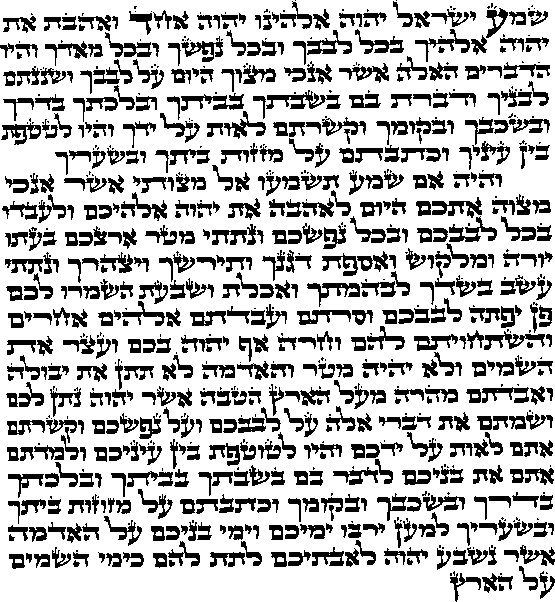 שמע ישראל יהוה אלהינו יהוה אחד ואהבת את
יהוה אלהיך בכל לבבך ובכל נפשך ובכל מאדך והיו
הדברים האלה אשר אנכי מצוך היום על לבבך ושננתם
לבניך ודברת בם בשבתך בביתך ובלכתך בדרך
ובשכבך ובקומך וקשרתם לאות על ידך והיו לטטפת
בין עיניך וכתבתם על מזזות ביתך ובשעריך
והיה אם שמע תשמעו אל מצותי אשר אנכי
מצוה אתכם היום לאהבה את יהוה אלהיכם ולעבדו
בכל לבבכם ובכל נפשכם ונתתי מטר ארצכם בעתו
יורה ומלקוש ואספת דגנך ותירשך ויצהרך ונתתי
עשב בשדך לבהמתך ואכלת ושבעת השמרו לכם
פן יפתה לבבכם וסרתם ועבדתם אלהים אחרים
והשתחויתם להם וחרה אף יהוה בכם ועצר את
השמים ולא יהיה מטר והאדמה לא תתן את יבולה
ואבדתם מהרה מעל הארץ הטבה אשר יהוה נתן לכם
ושמתם את דברי אלה על לבבכם ועל נפשכם וקשרתם
אתם לאות על ידכם והיו לטוטפת בין עיניכם ולמדתם
אתם את בניכם לדבר בם בשבתך בביתך ובלכתך
בדרך ובשכבך ובקומך וכתבתם על מזוזות ביתך
ובשעריך למען ירבו ימיכם וימי בניכם על האדמה
אשר נשבע יהוה לאבתיכם לתת להם כימי השמים
על הארץ